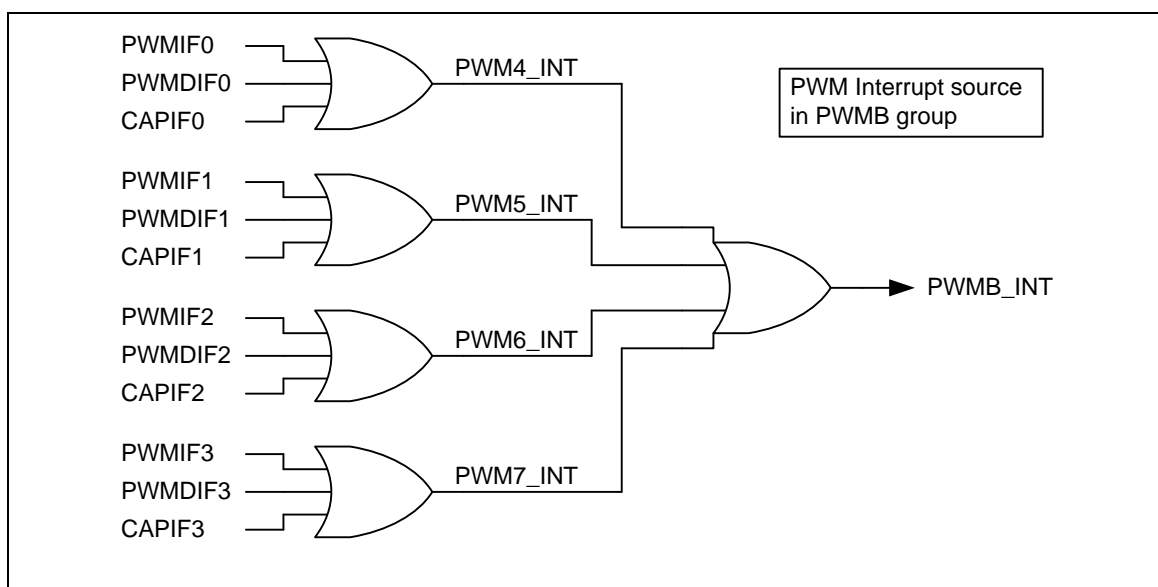 PWMIF0
PWMDIF0
CAPIF0
PWM4_INT
PWM Interrupt source
in PWMB group
PWMIF1
PWMDIF1
CAPIF1
PWM5_INT
PWMB_INT
PWMIF2
PWMDIF2
CAPIF2
PWM6_INT
PWMIF3
PWMDIF3
CAPIF3
PWM7_INT